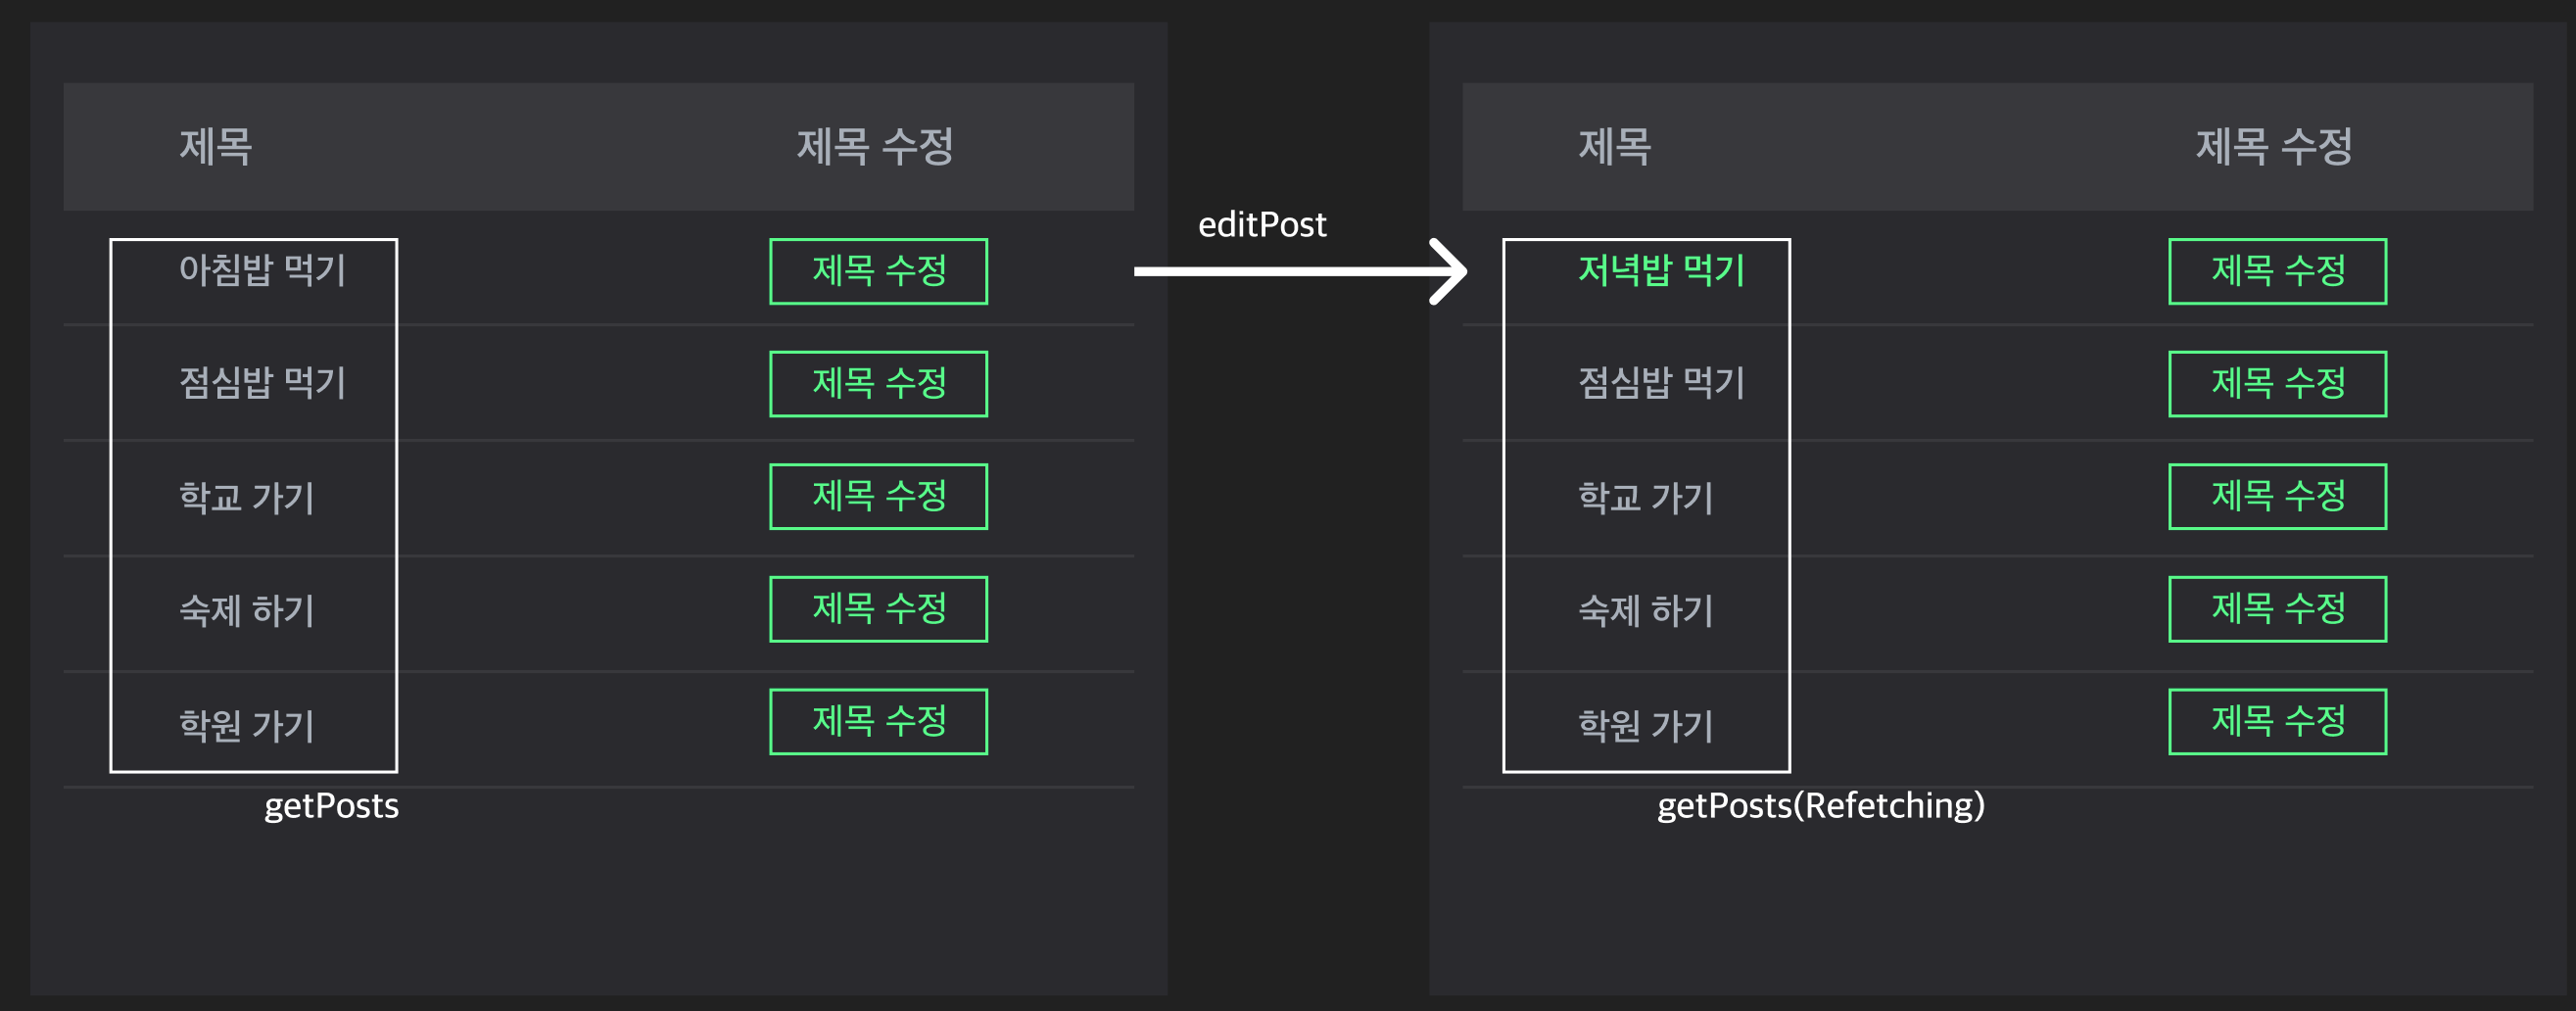 제목 제목 수정
아침밥 먹기 제목 수정
점심밥 먹기 제목 수정
학교 가기 제목 수정
숙제 하기 제목 수정
학원 가기 제목 수정
getPosts
editPost
제목 제목 수정
저녁밥 먹기 제목 수정
점심밥 먹기 제목 수정
학교 가기 제목 수정
숙제 하기 제목 수정
학원 가기 제목 수정
getPosts(Refetching)